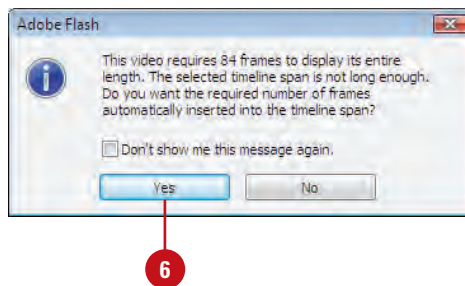 Adobe Flash
This video requires 84 frames to display its entire
length. The selected timeline span is not long enough.
Do you want the required number of frames
automatically inserted into the timeline span?
Don't show me this message again.
Yes
No
6